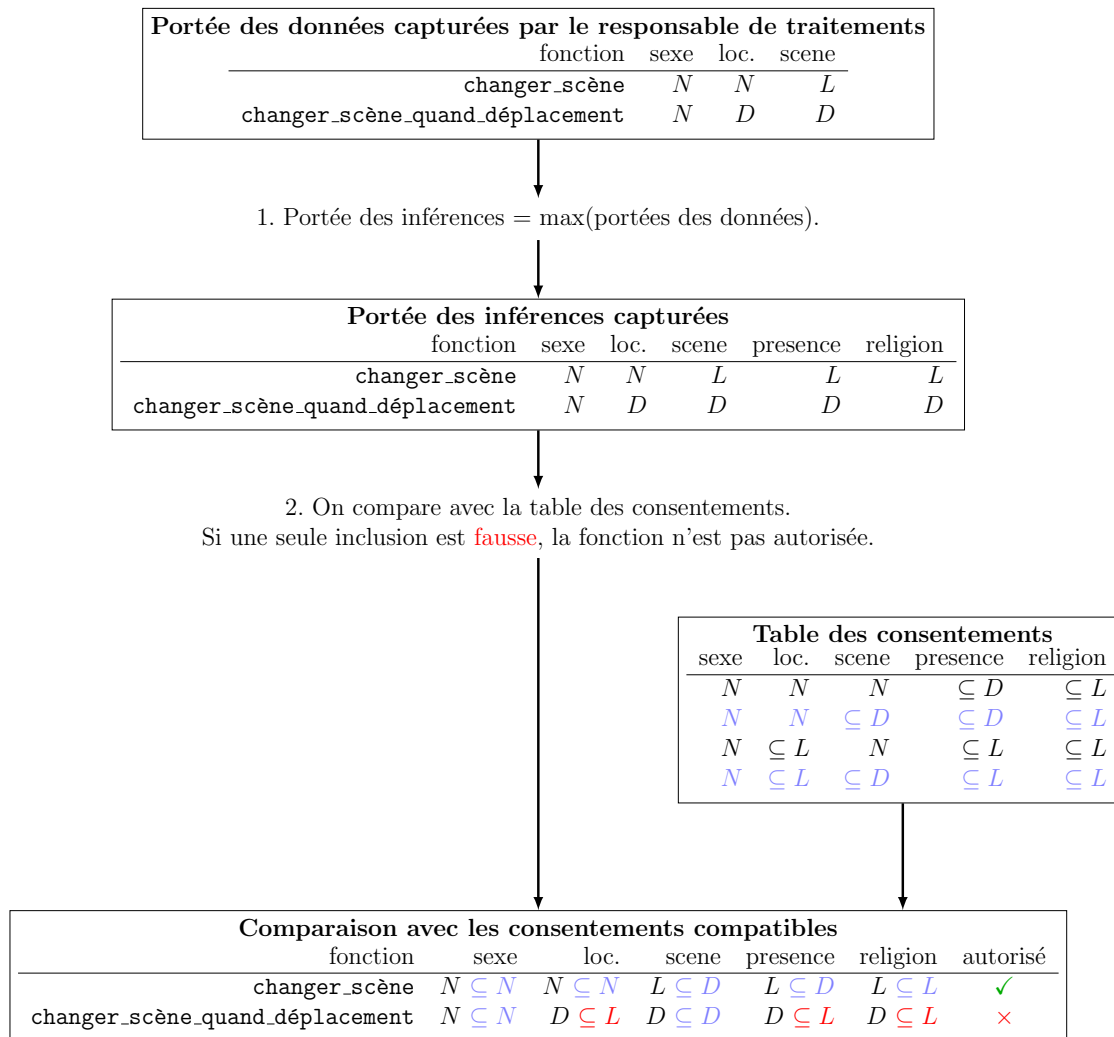 Portée des données capturées par le responsable de traitements
fonction sexe loc. scene
changer_scène N N L
changer_scène_quand_déplacement N D D
1. Portée des inférences = max(portées des données).
Portée des inférences capturées
fonction sexe loc. scene presence religion
changer_scène N N L L L
changer_scène_quand_déplacement N D D D D
2. On compare avec la table des consentements.
Si une seule inclusion est fausse, la fonction n'est pas autorisée.
Table des consentements
sexe loc. scene presence religion
N N N ⊆ D ⊆ L
N N ⊆ D ⊆ D ⊆ L
N ⊆ L N ⊆ L ⊆ L
N ⊆ L ⊆ D ⊆ L ⊆ L
Comparaison avec les consentements compatibles
fonction sexe loc. scene presence religion autorisé
changer_scène N ⊆ N N ⊆ N L ⊆ D L ⊆ D L ⊆ L ✓
changer_scène_quand_déplacement N ⊆ N D ⊆ L D ⊆ D D ⊆ L D ⊆ L ×